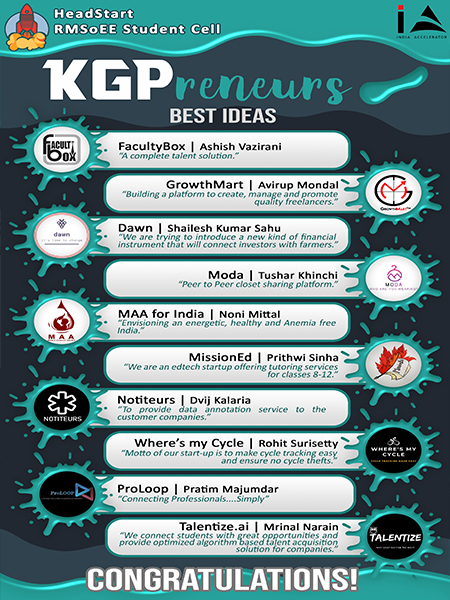 HeadStart
RMSoEE Student Cell
iA
INDIA ACCELERATOR
KGPreneurs
BEST IDEAS
FACULTY BOX
FacultyBox | Ashish Vazirani
"A complete talent solution."
GrowthMart | Avirup Mondal
"Building a platform to create, manage and promote
quality freelancers."
dawn
Dawn | Shailesh Kumar Sahu
"We are trying to introduce a new kind of financial
instrument that will connect investors with farmers."
Moda | Tushar Khinchi
"Peer to Peer closet sharing platform."
MODA
MAA
MAA for India | Noni Mittal
"Envisioning an energetic, healthy and Anemia free
India."
MissionEd | Prithwi Sinha
"We are an edtech startup offering tutoring services
for classes 8-12."
NOTITEURS
Notiteurs | Dvij Kalaria
"To provide data annotation service to the
customer companies."
Where's my Cycle | Rohit Surisetty
"Motto of our start-up is to make cycle tracking easy
and ensure no cycle thefts."
WHERE'S MY
CYCLE
ProLoop
ProLoop | Pratim Majumdar
"Connecting Professionals....Simply"
Talentize.ai | Mrinal Narain
"We connect students with great opportunities and
provide optimized algorithm based talent acquisition
solution for companies."
TALENTIZE
CONGRATULATIONS!